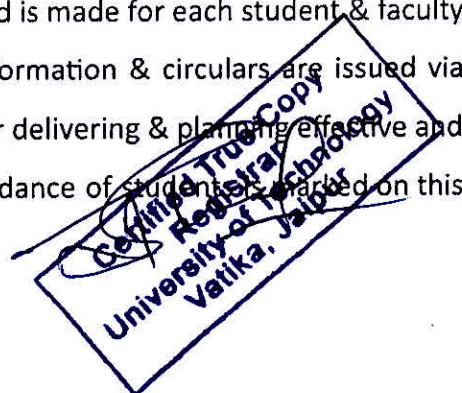 d is made for each student & faculty
ormation & circulars are issued via
r delivering & planning effective and
dance of students is marked on this
Certified True Copy
Registrar
University of Technology
Vatika, Jaipur